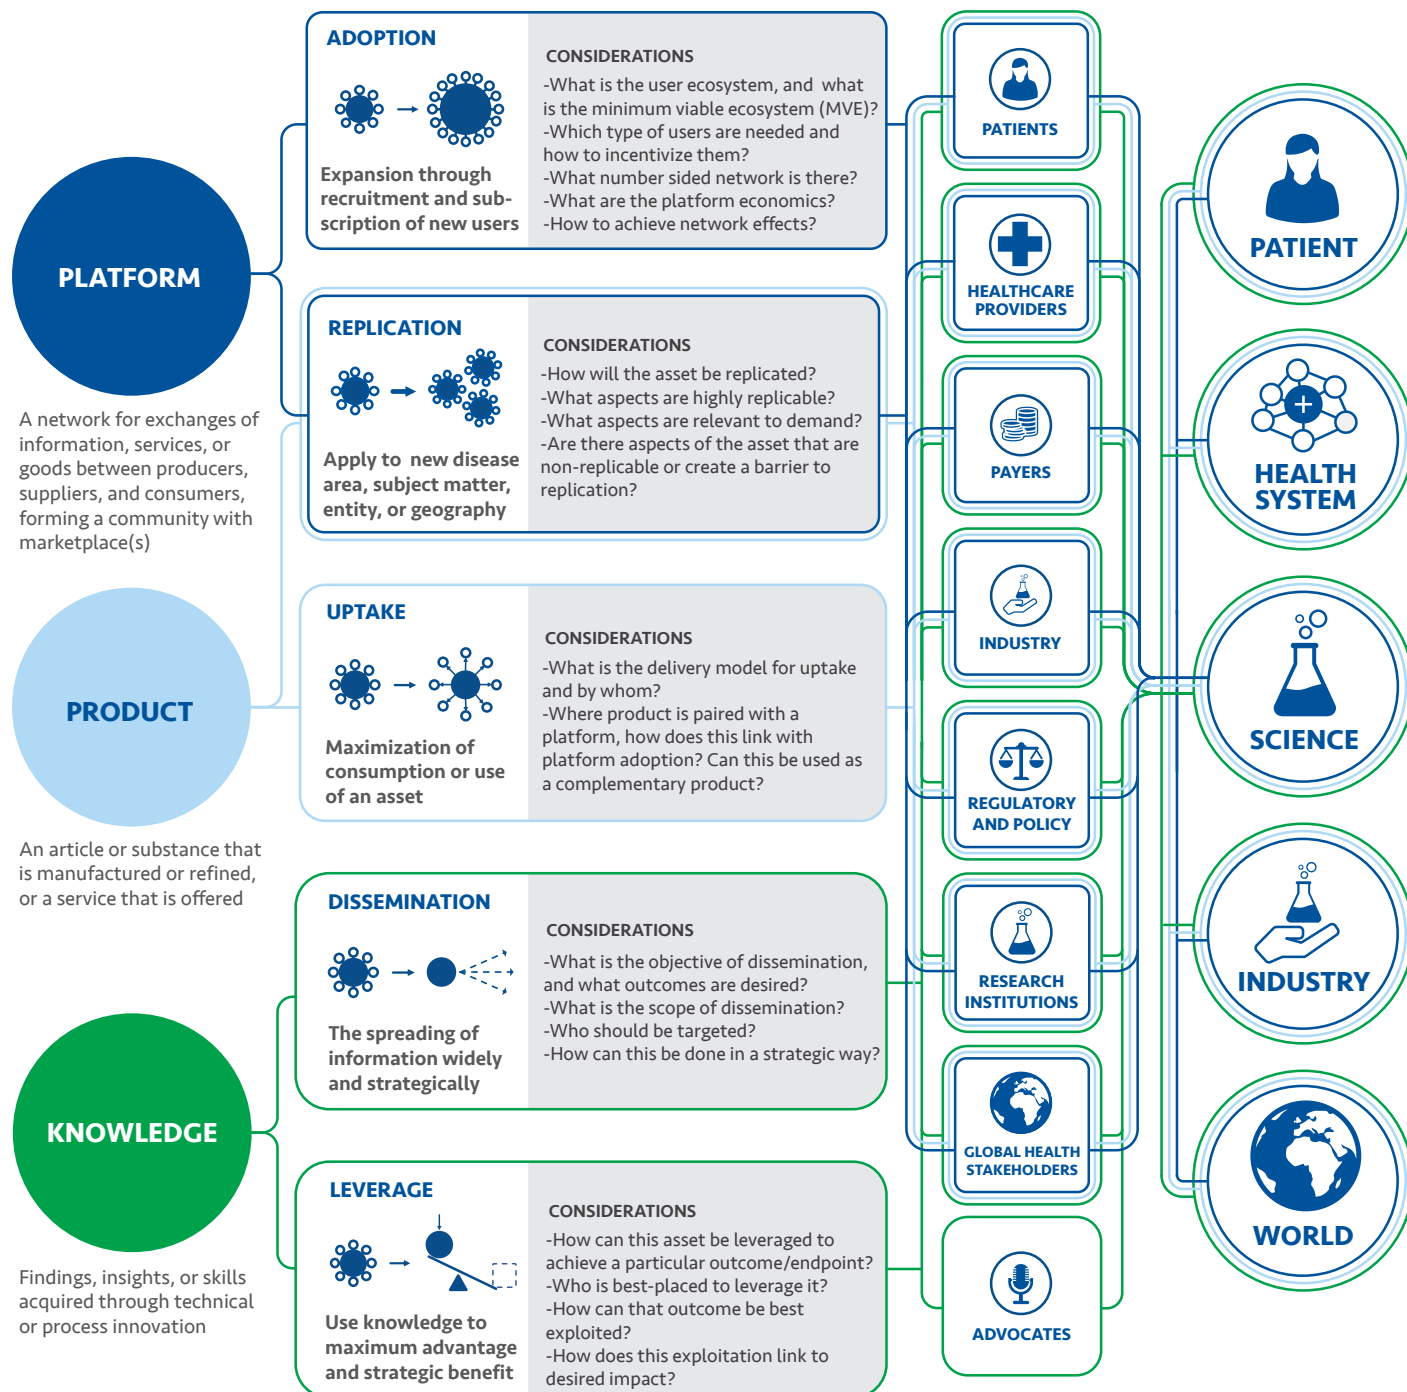 PLATFORM
A network for exchanges of
information, services, or
goods between producers,
suppliers, and consumers,
forming a community with
marketplace(s)
PRODUCT
An article or substance that
is manufactured or refined,
or a service that is offered
KNOWLEDGE
Findings, insights, or skills
acquired through technical
or process innovation
ADOPTION
Expansion through
recruitment and sub-
scription of new users
CONSIDERATIONS
-What is the user ecosystem, and what
is the minimum viable ecosystem (MVE)?
-Which type of users are needed and
how to incentivize them?
-What number sided network is there?
-What are the platform economics?
-How to achieve network effects?
REPLICATION
Apply to new disease
area, subject matter,
entity, or geography
CONSIDERATIONS
-How will the asset be replicated?
-What aspects are highly replicable?
-What aspects are relevant to demand?
-Are there aspects of the asset that are
non-replicable or create a barrier to
replication?
UPTAKE
Maximization of
consumption or use
of an asset
CONSIDERATIONS
-What is the delivery model for uptake
and by whom?
-Where product is paired with a
platform, how does this link with
platform adoption? Can this be used as
a complementary product?
DISSEMINATION
The spreading of
information widely
and strategically
CONSIDERATIONS
-What is the objective of dissemination,
and what outcomes are desired?
-What is the scope of dissemination?
-Who should be targeted?
-How can this be done in a strategic way?
LEVERAGE
Use knowledge to
maximum advantage
and strategic benefit
CONSIDERATIONS
-How can this asset be leveraged to
achieve a particular outcome/endpoint?
-Who is best-placed to leverage it?
-How can that outcome be best
exploited?
-How does this exploitation link to
desired impact?
PATIENTS
HEALTHCARE
PROVIDERS
PAYERS
INDUSTRY
REGULATORY
AND POLICY
RESEARCH
INSTITUTIONS
GLOBAL HEALTH
STAKEHOLDERS
ADVOCATES
PATIENT
HEALTH
SYSTEM
SCIENCE
INDUSTRY
WORLD